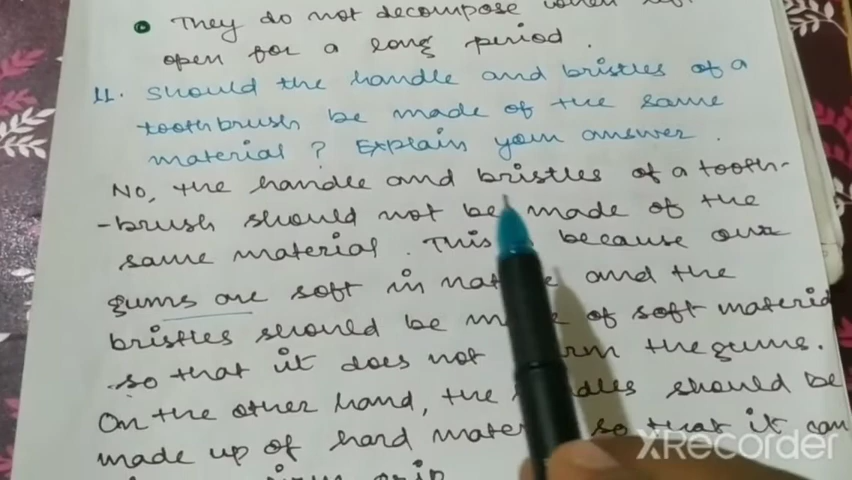 They do not decompose when
open for a long period.
11. Should the handle and bristles of a
toothbrush be made of the same
material? Explain your answer.
No, the handle and bristles of a tooth-
-brush should not be made of the
same material. This because our
gums are soft in and the
bristles should be of soft material
so that it does not the gums.
On the other hand, the should be
made up of hard so that it can
grip
XRecorder